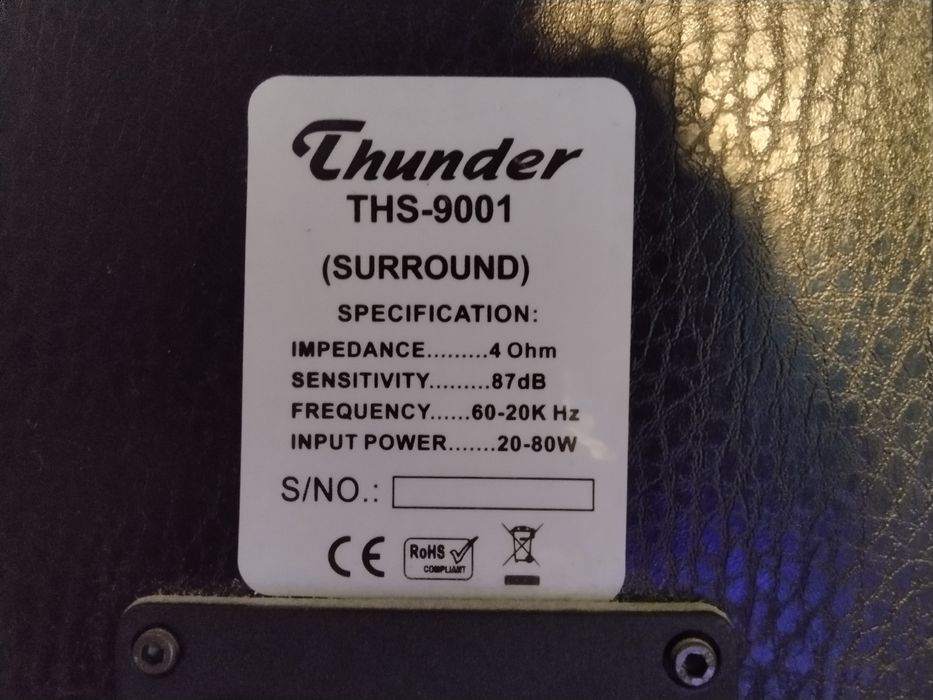 Thunder
THS-9001
(SURROUND)
SPECIFICATION:
IMPEDANCE.........4 Ohm
SENSITIVITY.........87dB
FREQUENCY......60-20K Hz
INPUT POWER.......20-80W
S/NO.:
CE RoHS
COMPLIANT